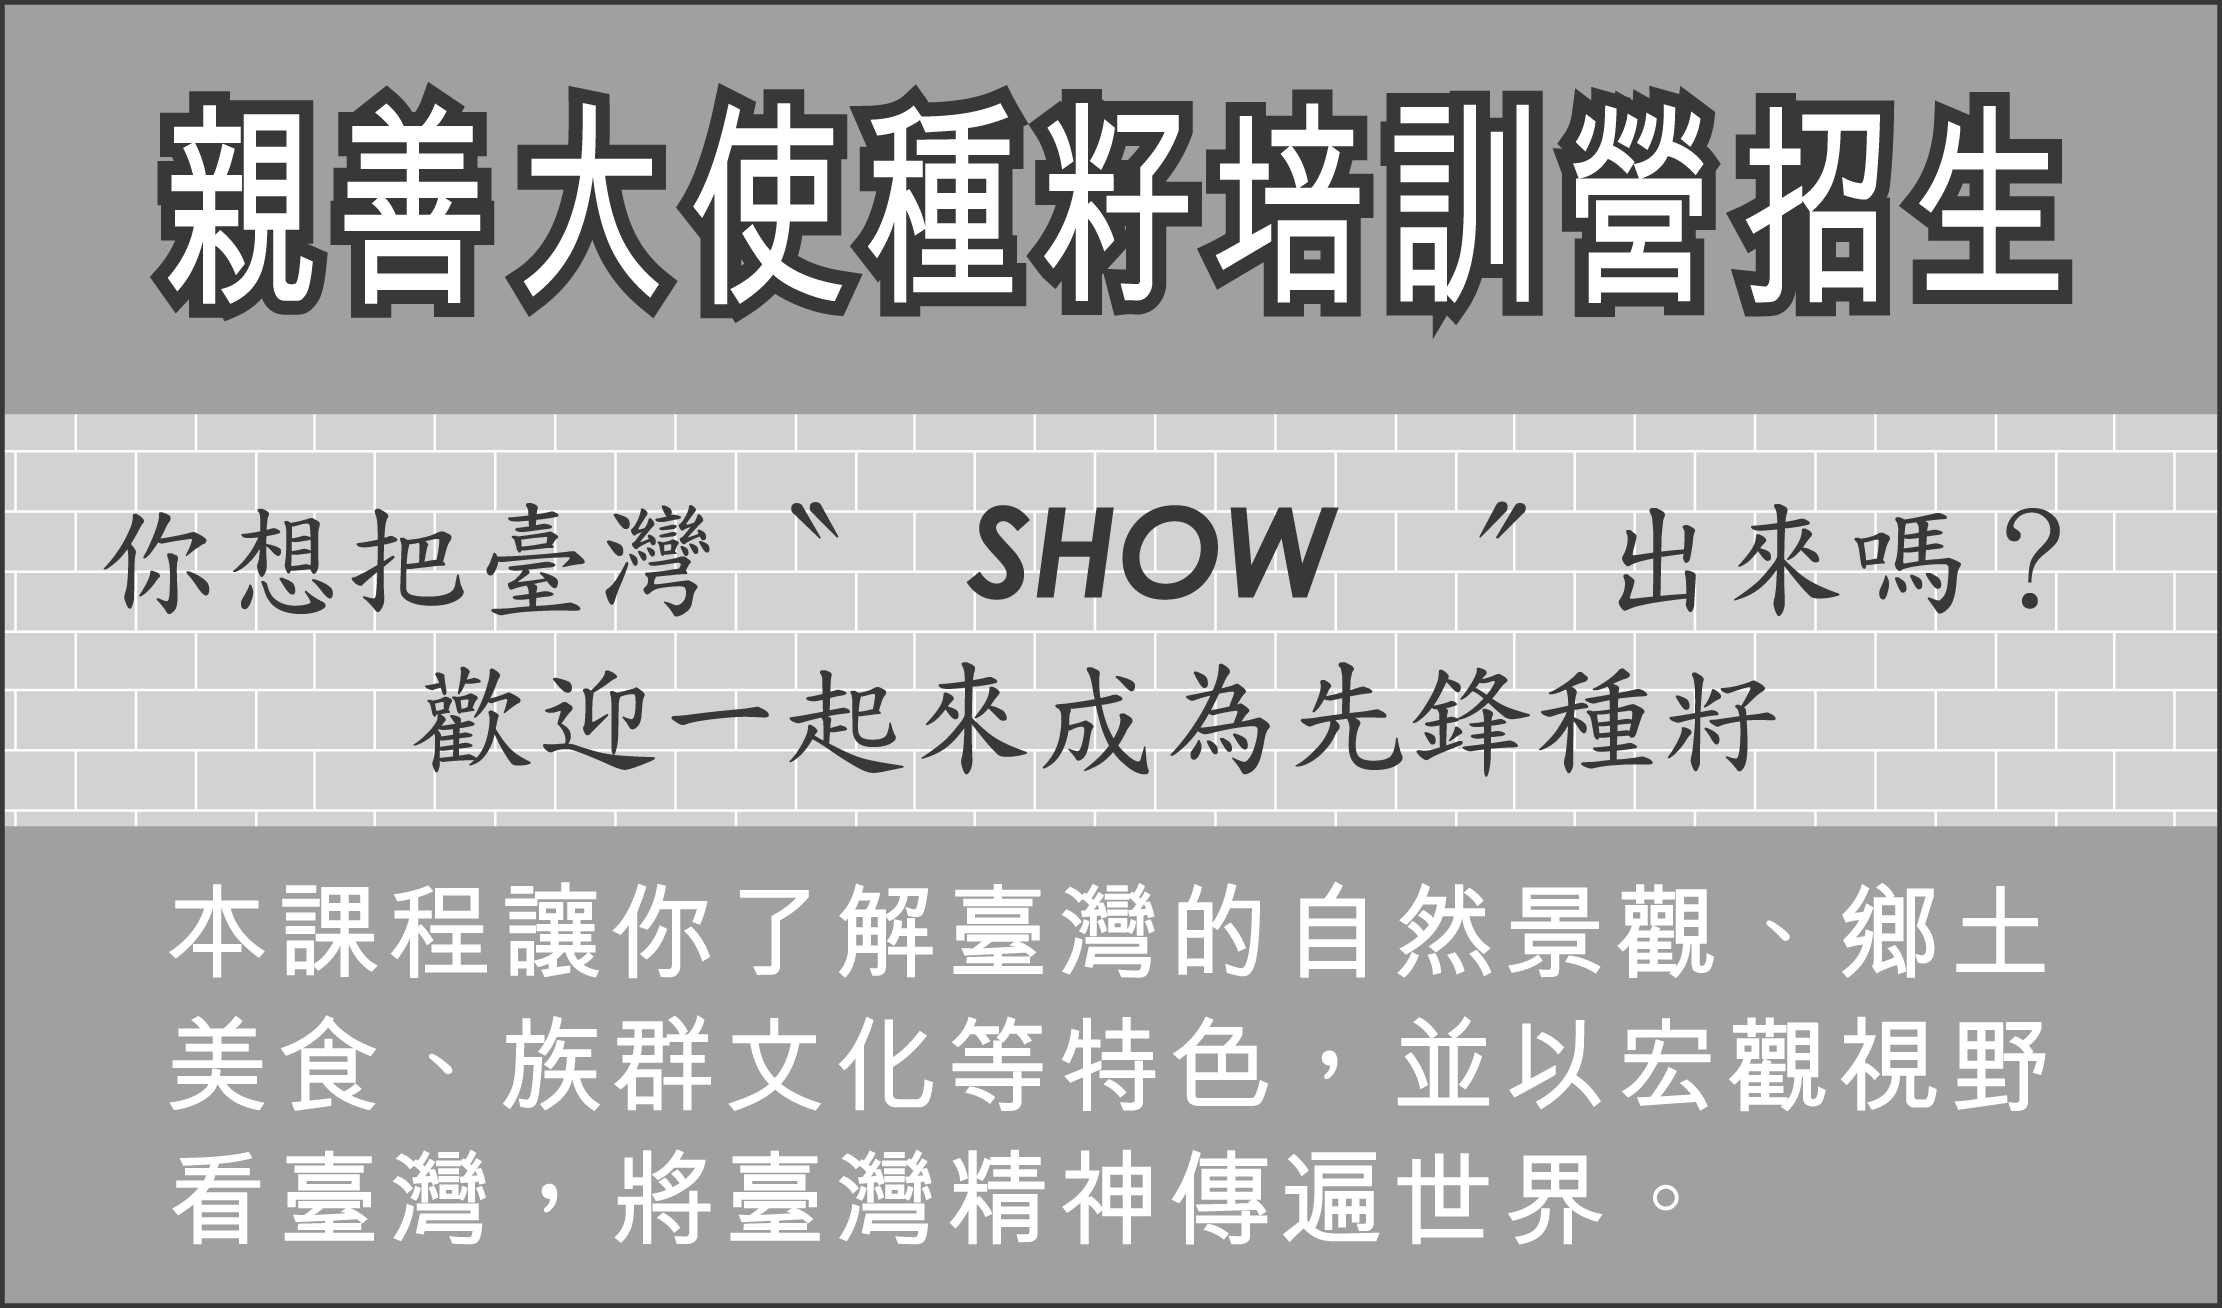 親善大使種籽培訓營招生
你想把臺灣〝SHOW〞出來嗎？
歡迎一起來成為先鋒種籽
本課程讓你了解臺灣的自然景觀、鄉土
美食、族群文化等特色，並以宏觀視野
看臺灣，將臺灣精神傳遍世界。